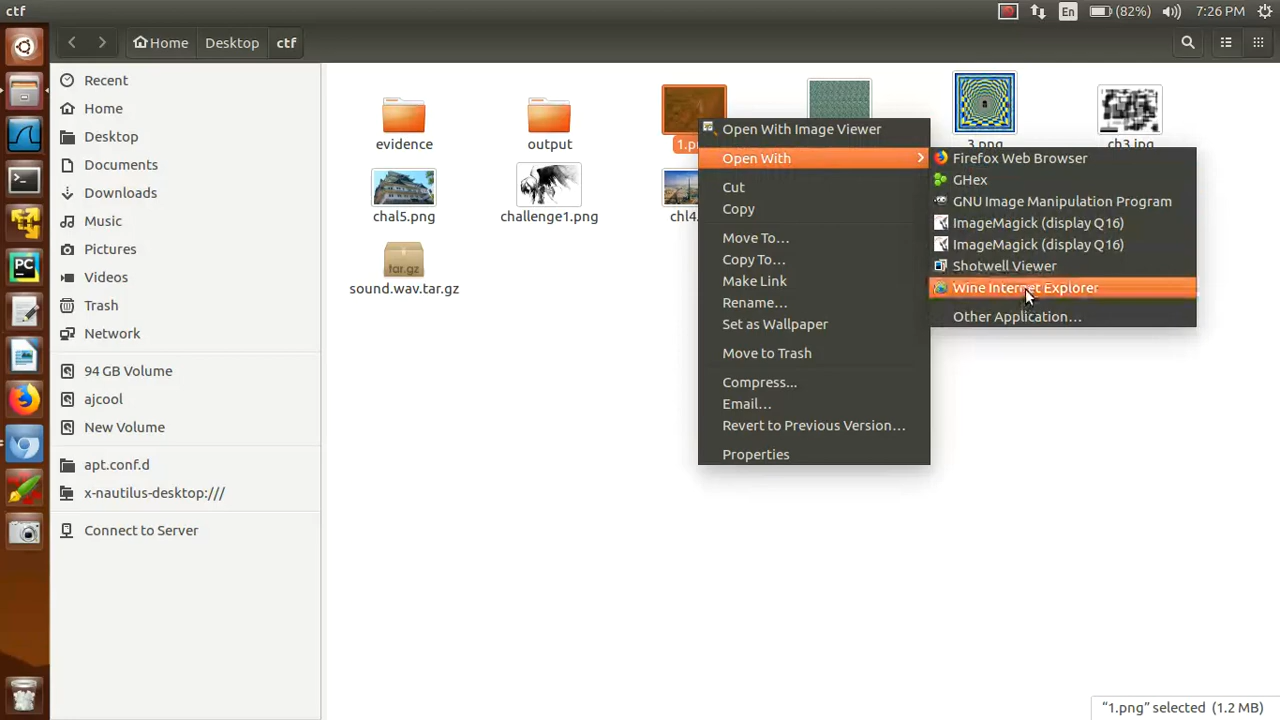 ctf
En
(82%)
7:26 PM
Home
Desktop
ctf
Recent
Home
Desktop
Documents
Downloads
Music
Pictures
Videos
Trash
Network
94 GB Volume
ajcool
New Volume
apt.conf.d
x-nautilus-desktop:///
Connect to Server
evidence
output
3.png
ch3.jpg
chal5.png
challenge1.png
sound.wav.tar.gz
tar.gz
Open With Image Viewer
Open With
Cut
Copy
Move To...
Copy To...
Make Link
Rename...
Set as Wallpaper
Move to Trash
Compress...
Email...
Revert to Previous Version...
Properties
Firefox Web Browser
GHex
GNU Image Manipulation Program
ImageMagick (display Q16)
ImageMagick (display Q16)
Shotwell Viewer
Wine Internet Explorer
Other Application...
"1.png" selected (1.2 MB)